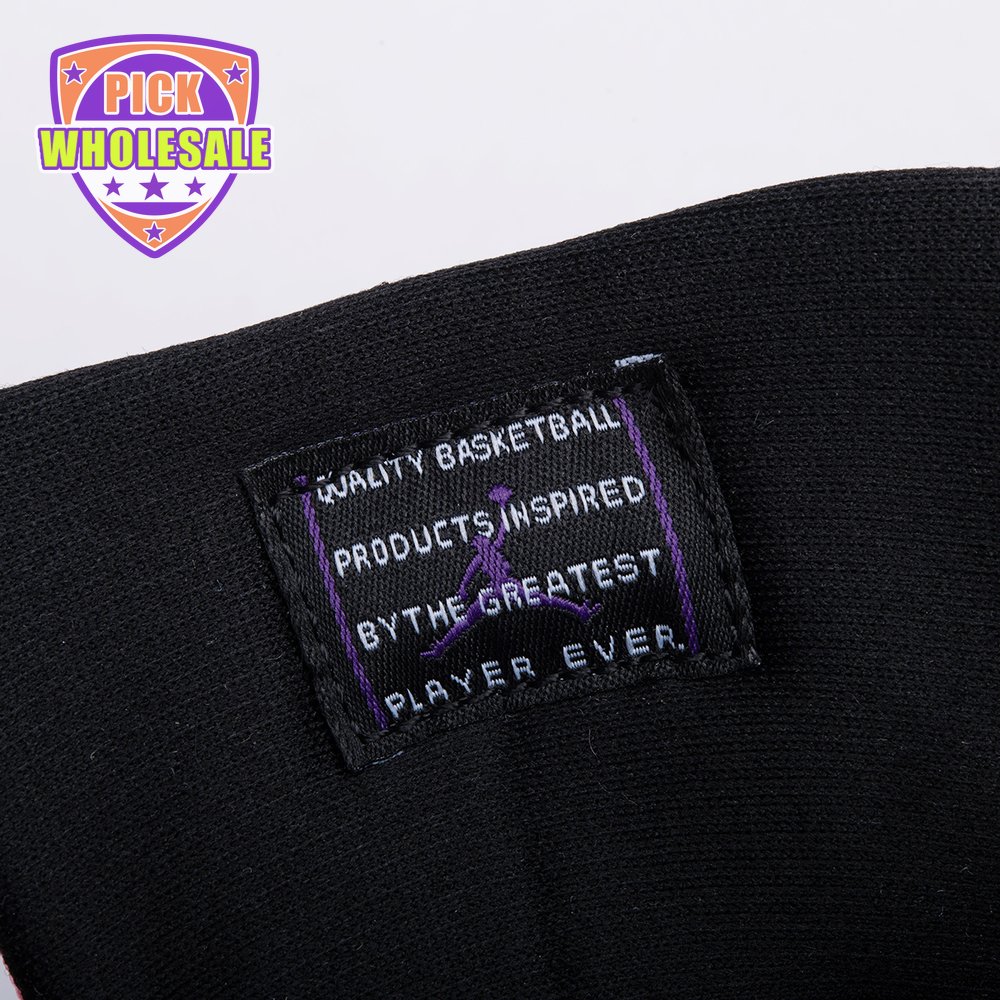 PICK
WHOLESALE
QUALITY BASKETBALL
PRODUCTS INSPIRED
BY THE GREATEST
PLAYER EVER.